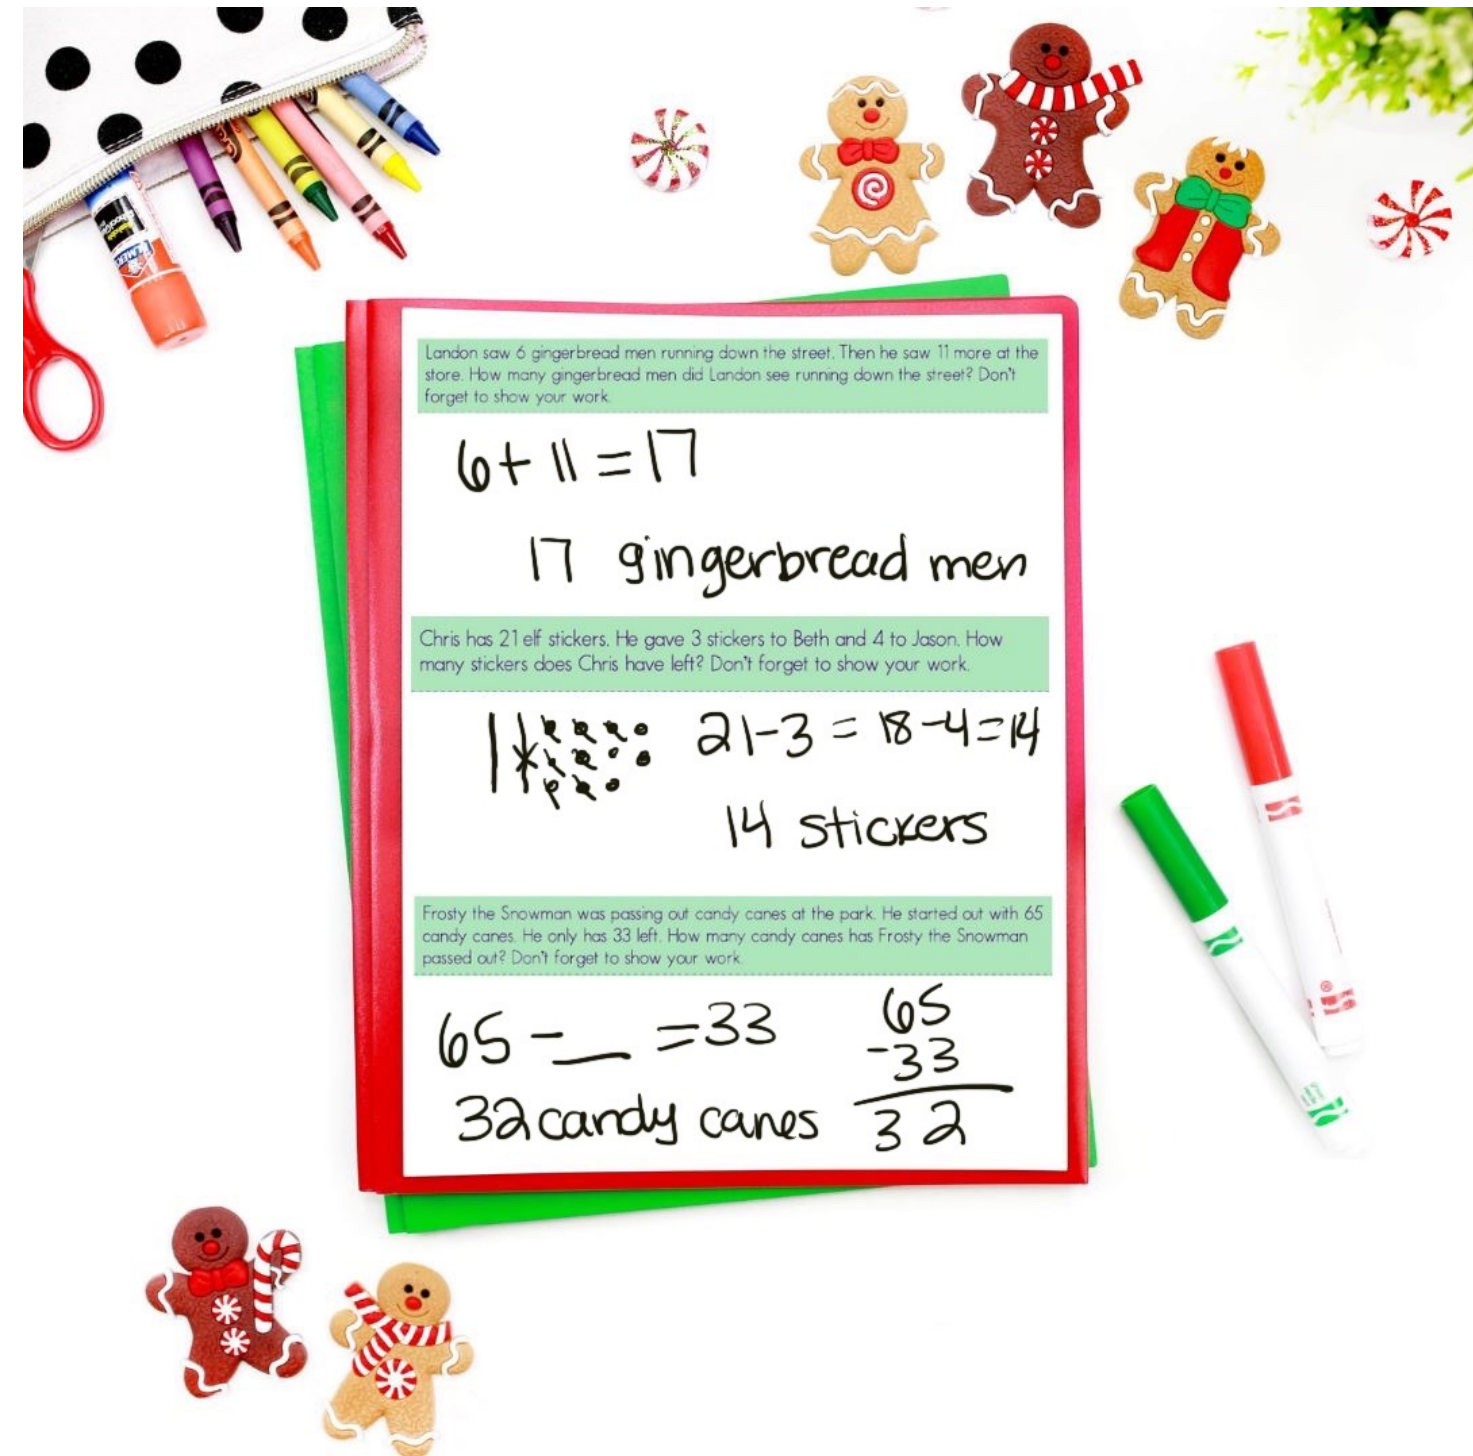 Landon saw 6 gingerbread men running down the street. Then he saw 11 more at the
store. How many gingerbread men did Landon see running down the street? Don't
forget to show your work.
6 + 11 = 17
17 gingerbread men
Chris has 21 elf stickers. He gave 3 stickers to Beth and 4 to Jason. How
many stickers does Chris have left? Don't forget to show your work.
21-3 = 18-4=14
14 stickers
Frosty the Snowman was passing out candy canes at the park. He started out with 65
candy canes. He only has 33 left. How many candy canes has Frosty the Snowman
passed out? Don't forget to show your work.
65 - __ = 33
65
-33
32
32 candy canes